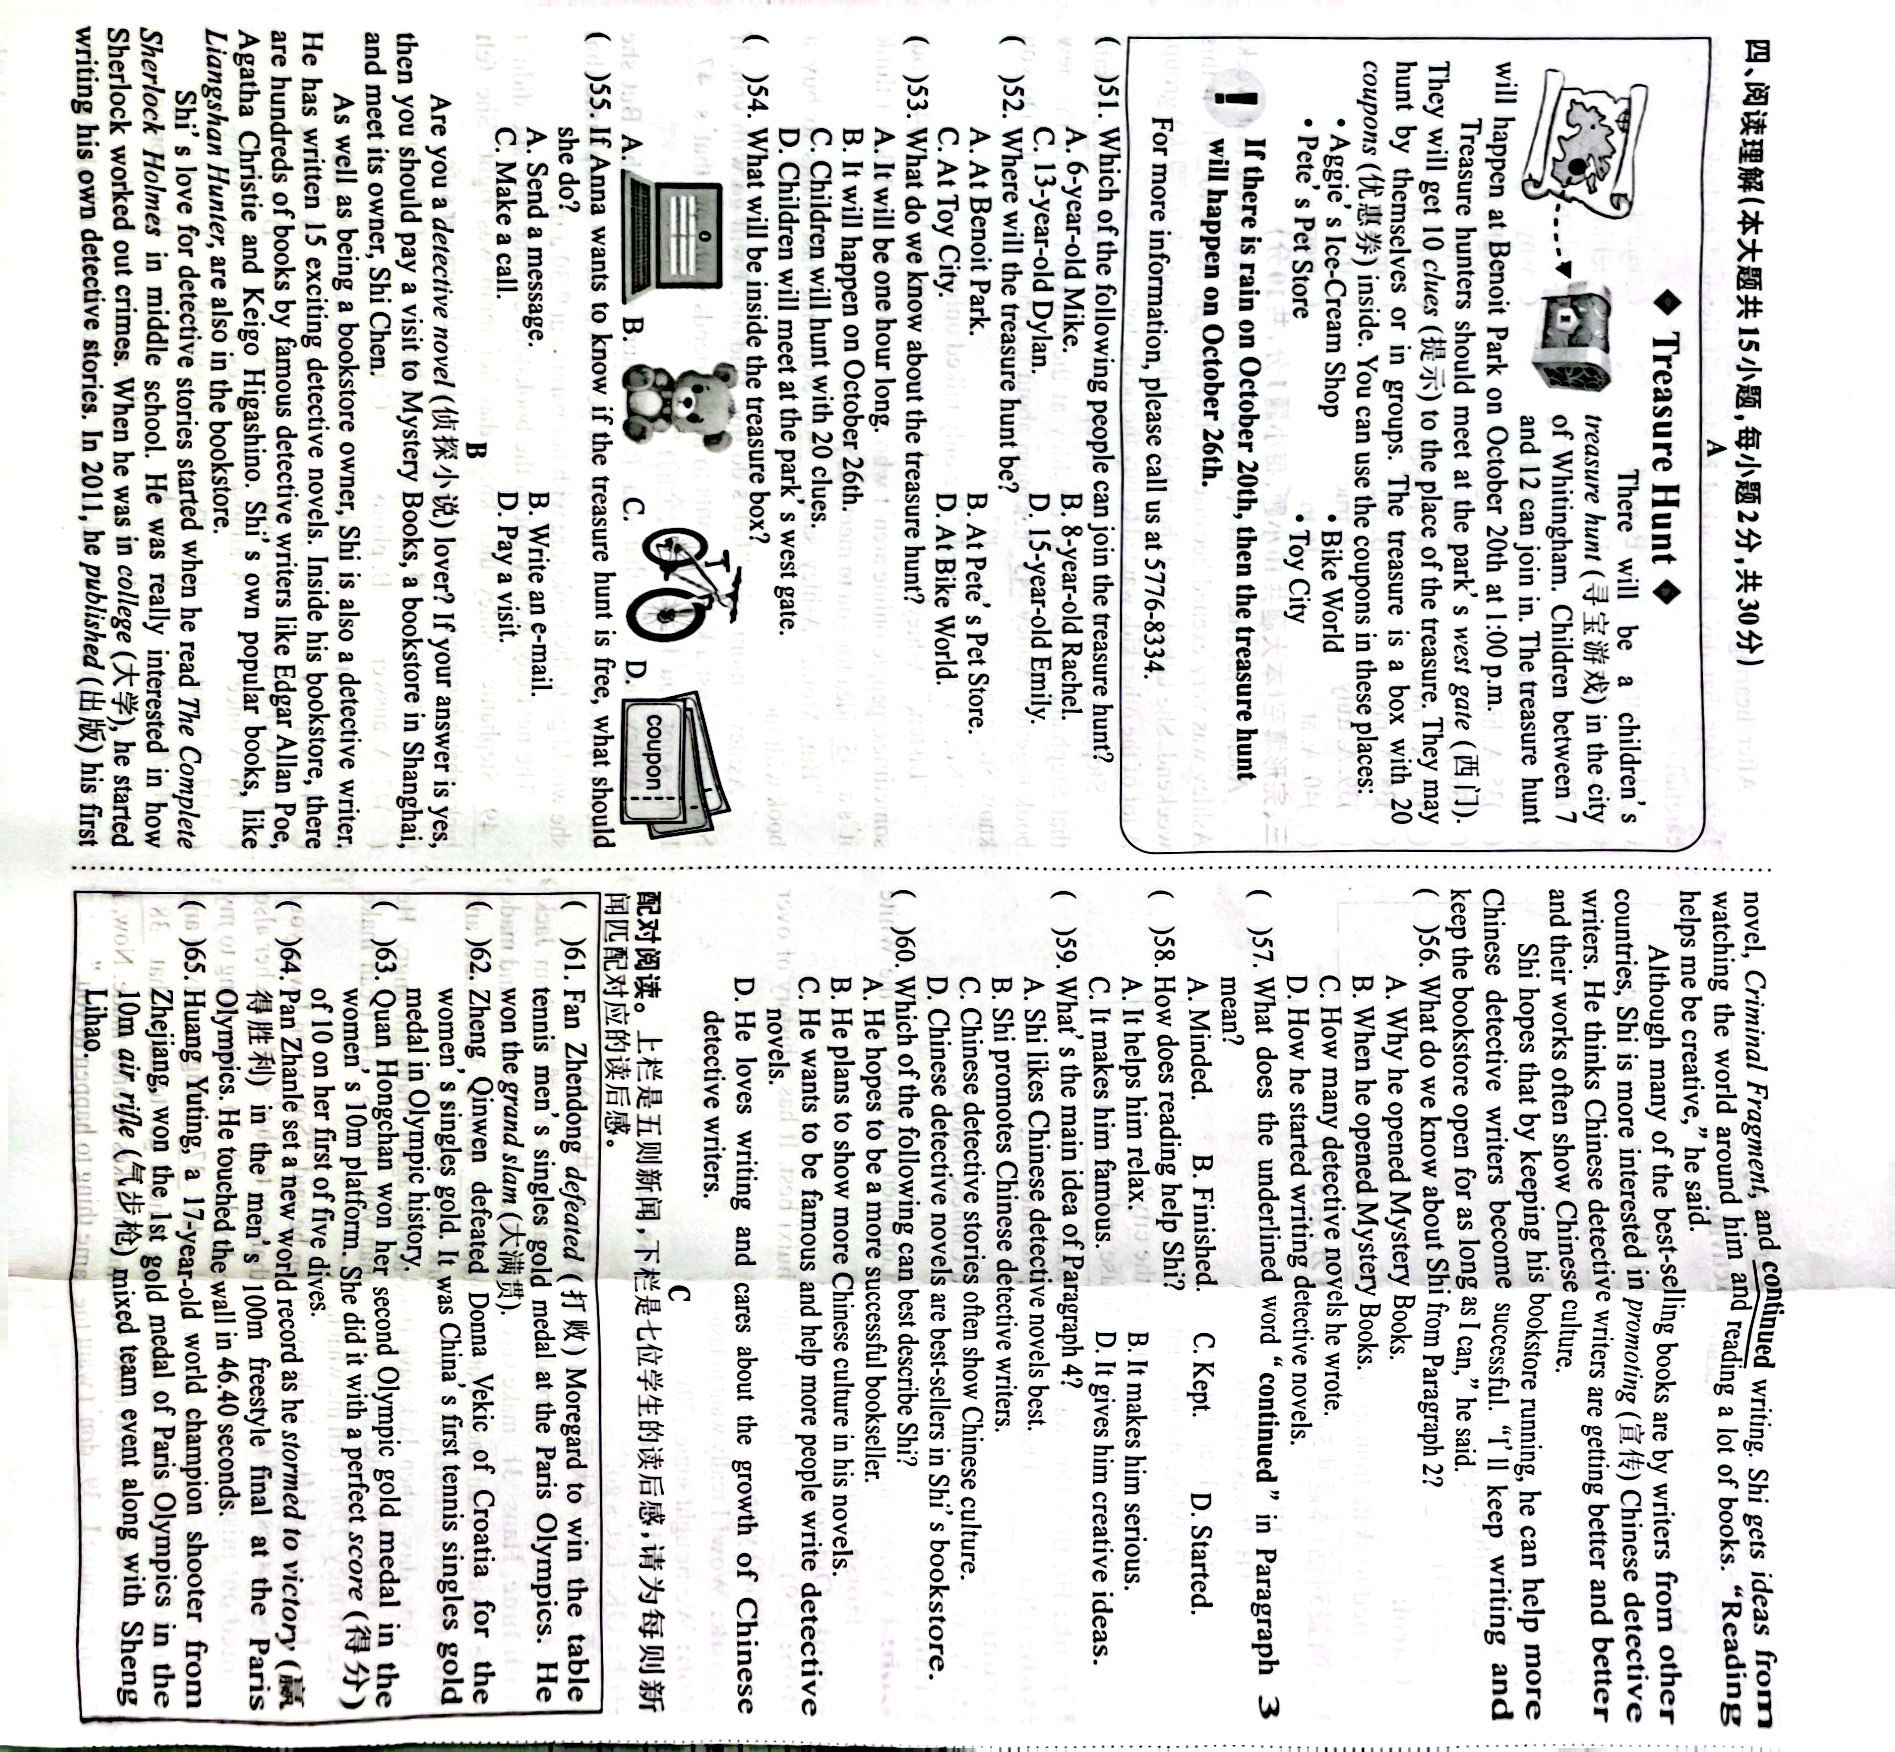 四、阅读理解(本大题共15小题,每小题2分,共30分)
A
◆ Treasure Hunt ◆
There will be a children's
treasure hunt (寻宝游戏) in the city
of Whitingham. Children between 7
and 12 can join in. The treasure hunt
will happen at Benoit Park on October 20th at 1:00 p.m.
Treasure hunters should meet at the park's west gate (西门).
They will get 10 clues (提示) to the place of the treasure. They may
hunt by themselves or in groups. The treasure is a box with 20
coupons (优惠券) inside. You can use the coupons in these places:
• Aggie's Ice-Cream Shop • Bike World
• Pete's Pet Store • Toy City
! If there is rain on October 20th, then the treasure hunt
will happen on October 26th.
For more information, please call us at 5776-8334.
( )51. Which of the following people can join the treasure hunt?
A. 6-year-old Mike. B. 8-year-old Rachel.
C. 13-year-old Dylan. D. 15-year-old Emily.
( )52. Where will the treasure hunt be?
A. At Benoit Park. B. At Pete's Pet Store.
C. At Toy City. D. At Bike World.
( )53. What do we know about the treasure hunt?
A. It will be one hour long.
B. It will happen on October 26th.
C. Children will hunt with 20 clues.
D. Children will meet at the park's west gate.
( )54. What will be inside the treasure box?
A. B. C. D. coupon
( )55. If Anna wants to know if the treasure hunt is free, what should
she do?
A. Send a message. B. Write an e-mail.
C. Make a call. D. Pay a visit.
B
Are you a detective novel (侦探小说) lover? If your answer is yes,
then you should pay a visit to Mystery Books, a bookstore in Shanghai,
and meet its owner, Shi Chen.
As well as being a bookstore owner, Shi is also a detective writer.
He has written 15 exciting detective novels. Inside his bookstore, there
are hundreds of books by famous detective writers like Edgar Allan Poe,
Agatha Christie and Keigo Higashino. Shi's own popular books, like
Liangshan Hunter, are also in the bookstore.
Shi's love for detective stories started when he read The Complete
Sherlock Holmes in middle school. He was really interested in how
Sherlock worked out crimes. When he was in college (大学), he started
writing his own detective stories. In 2011, he published (出版) his first
novel, Criminal Fragment, and continued writing. Shi gets ideas from
watching the world around him and reading a lot of books. "Reading
helps me be creative," he said.
Although many of the best-selling books are by writers from other
countries, Shi is more interested in promoting (宣传) Chinese detective
writers. He thinks Chinese detective writers are getting better and better
and their works often show Chinese culture.
Shi hopes that by keeping his bookstore running, he can help more
Chinese detective writers become successful. "I'll keep writing and
keep the bookstore open for as long as I can," he said.
( )56. What do we know about Shi from Paragraph 2?
A. Why he opened Mystery Books.
B. When he opened Mystery Books.
C. How many detective novels he wrote.
D. How he started writing detective novels.
( )57. What does the underlined word "continued" in Paragraph 3
mean?
A. Minded. B. Finished. C. Kept. D. Started.
( )58. How does reading help Shi?
A. It helps him relax. B. It makes him serious.
C. It makes him famous. D. It gives him creative ideas.
( )59. What's the main idea of Paragraph 4?
A. Shi likes Chinese detective novels best.
B. Shi promotes Chinese detective writers.
C. Chinese detective stories often show Chinese culture.
D. Chinese detective novels are best-sellers in Shi's bookstore.
( )60. Which of the following can best describe Shi?
A. He hopes to be a more successful bookseller.
B. He plans to show more Chinese culture in his novels.
C. He wants to be famous and help more people write detective
novels.
D. He loves writing and cares about the growth of Chinese
detective writers.
C
配对阅读。上栏是五则新闻,下栏是七位学生的读后感,请为每则新
闻匹配对应的读后感。
( )61. Fan Zhendong defeated (打败) Moregard to win the table
tennis men's singles gold medal at the Paris Olympics. He
won the grand slam (大满贯).
( )62. Zheng Qinwen defeated Donna Vekic of Croatia for the
women's singles gold. It was China's first tennis singles gold
medal in Olympic history.
( )63. Quan Hongchan won her second Olympic gold medal in the
women's 10m platform. She did it with a perfect score (得分)
of 10 on her first of five dives.
( )64. Pan Zhanle set a new world record as he stormed to victory (赢
得胜利) in the men's 100m freestyle final at the Paris
Olympics. He touched the wall in 46.40 seconds.
( )65. Huang Yuting, a 17-year-old world champion shooter from
Zhejiang, won the 1st gold medal of Paris Olympics in the
10m air rifle (气步枪) mixed team event along with Sheng
Lihao.